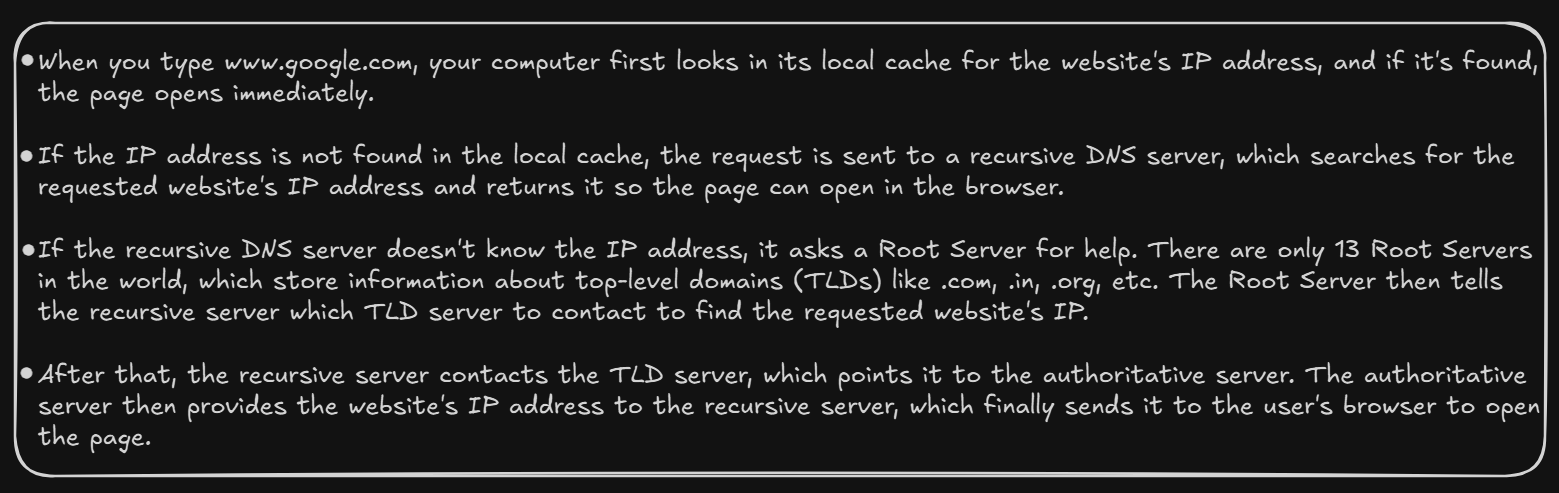 •When you type www.google.com, your computer first looks in its local cache for the website's IP address, and if it's found,
the page opens immediately.
•If the IP address is not found in the local cache, the request is sent to a recursive DNS server, which searches for the
requested website's IP address and returns it so the page can open in the browser.
•If the recursive DNS server doesn't know the IP address, it asks a Root Server for help. There are only 13 Root Servers
in the world, which store information about top-level domains (TLDs) like .com, .in, .org, etc. The Root Server then tells
the recursive server which TLD server to contact to find the requested website's IP.
•After that, the recursive server contacts the TLD server, which points it to the authoritative server. The authoritative
server then provides the website's IP address to the recursive server, which finally sends it to the user's browser to open
the page.